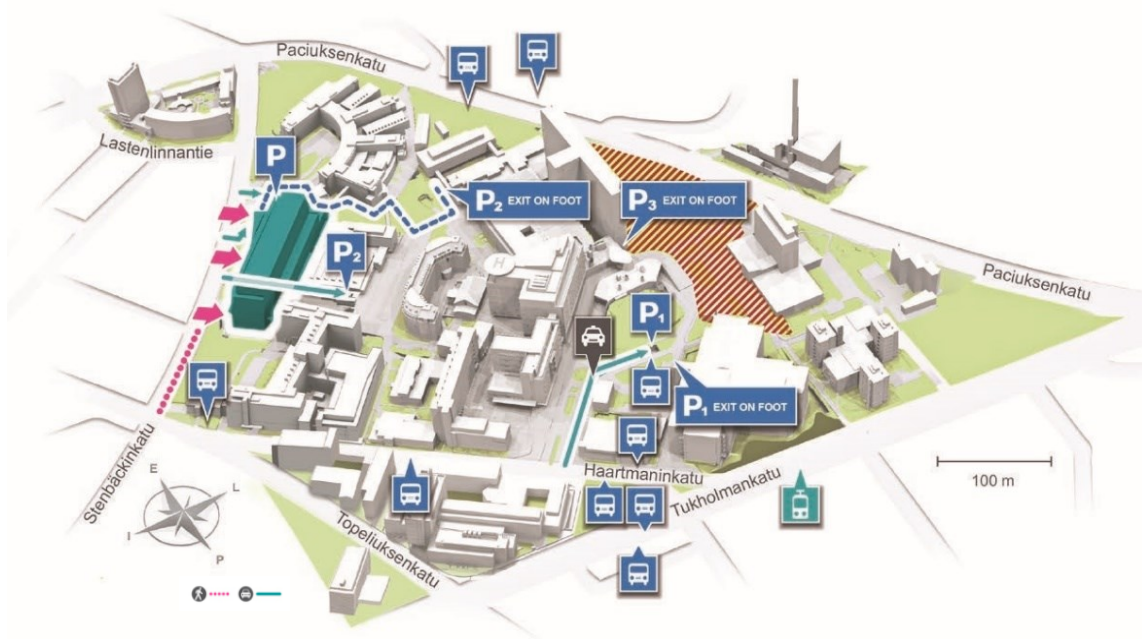 Paciuksenkatu
Lastenlinnantie
P
P2 EXIT ON FOOT
P3 EXIT ON FOOT
P2
H
Paciuksenkatu
P1
P1 EXIT ON FOOT
Haartmaninkatu
Tukholmankatu
100 m
Stenbäckinkatu
Topeliuksenkatu
E
L
I
P